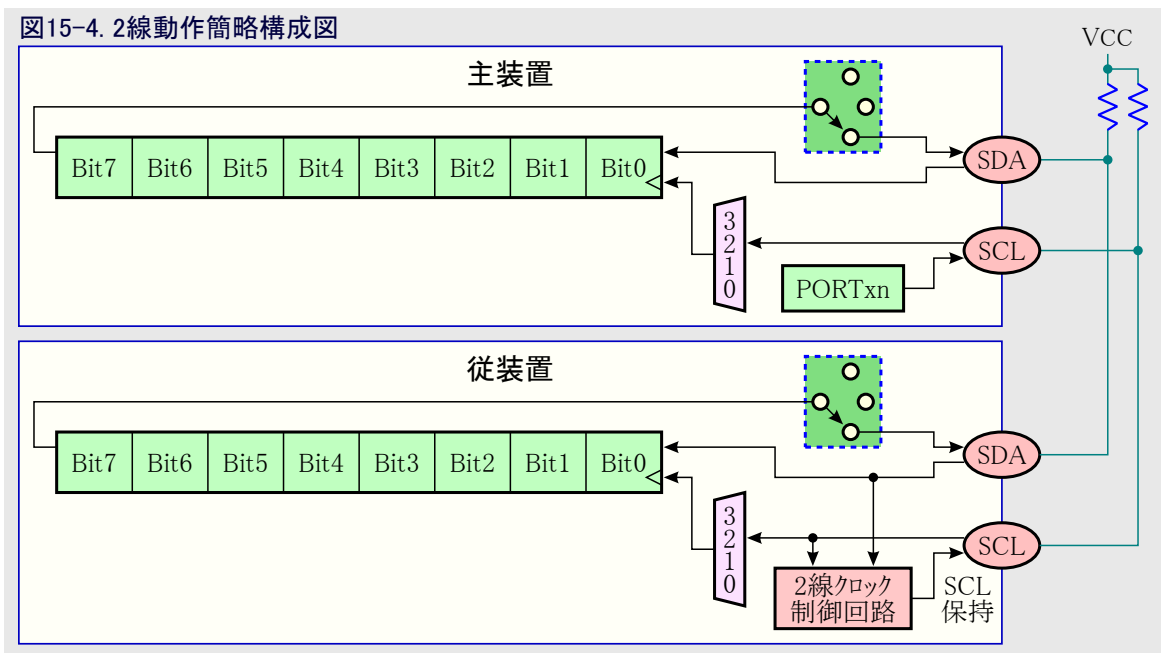 図15-4. 2線動作簡略構成図
VCC
主装置
Bit7 Bit6 Bit5 Bit4 Bit3 Bit2 Bit1 Bit0
SDA
3
2
1
0
SCL
PORTxn
従装置
Bit7 Bit6 Bit5 Bit4 Bit3 Bit2 Bit1 Bit0
SDA
3
2
1
0
SCL
2線クロック
制御回路
SCL
保持